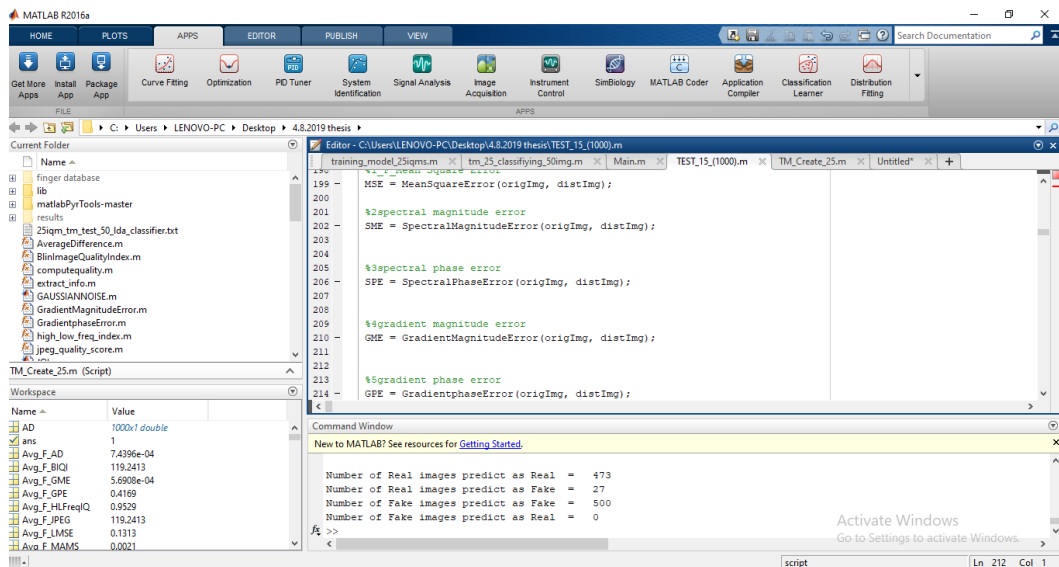 MATLAB R2016a
HOME PLOTS APPS EDITOR PUBLISH VIEW Search Documentation
Get More Apps Install App Package App Curve Fitting Optimization PID Tuner System Identification Signal Analysis Image Acquisition Instrument Control SimBiology MATLAB Coder Application Compiler Classification Learner Distribution Fitting
FILE APPS
C: Users LENOVO-PC Desktop 4.8.2019 thesis
Current Folder
Name
finger database
lib
matlabPyrTools-master
results
25iqm_tm_test_50_lda_classifier.txt
AverageDifference.m
BlinImageQualityIndex.m
computequality.m
extract_info.m
GAUSSIANNOISE.m
GradientMagnitudeError.m
GradientphaseError.m
high_low_freq_index.m
jpeg_quality_score.m
TM_Create_25.m (Script)
Workspace
Name Value
AD 1000x1 double
ans 1
Avg_F_AD 7.4396e-04
Avg_F_BIQI 119.2413
Avg_F_GME 5.6908e-04
Avg_F_GPE 0.4169
Avg_F_HLFreqIQ 0.9529
Avg_F_JPEG 119.2413
Avg_F_LMSE 0.1313
Avg_F_MAMS 0.0021
Editor - C:\Users\LENOVO-PC\Desktop\4.8.2019 thesis\TEST_15_(1000).m
training_model_25iqms.m tm_25_classifiying_50img.m Main.m TEST_15_(1000).m TM_Create_25.m Untitled*
198 %1_F_Mean Square Error
199 MSE = MeanSquareError(origImg, distImg);
200
201 %2spectral magnitude error
202 SME = SpectralMagnitudeError(origImg, distImg);
203
204
205 %3spectral phase error
206 SPE = SpectralPhaseError(origImg, distImg);
207
208
209 %4gradient magnitude error
210 GME = GradientMagnitudeError(origImg, distImg);
211
212
213 %5gradient phase error
214 GPE = GradientphaseError(origImg, distImg);
Command Window
New to MATLAB? See resources for Getting Started.
Number of Real images predict as Real = 473
Number of Real images predict as Fake = 27
Number of Fake images predict as Fake = 500
Number of Fake images predict as Real = 0
fx >>
Activate Windows
Go to Settings to activate Windows.
script Ln 212 Col 1